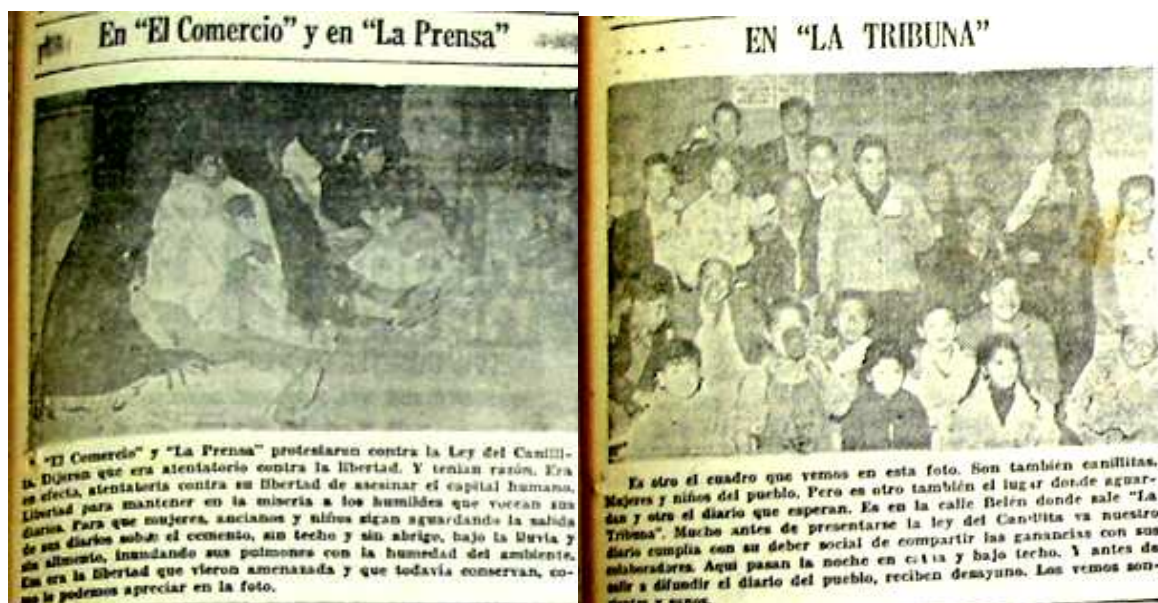 En "El Comercio" y en "La Prensa"
"El Comercio" y "La Prensa" protestaron contra la Ley del Canilli-
ta. Dijeron que era atentatorio contra la libertad. Y tenían razón. Era
en efecto, atentatoria contra su libertad de asesinar el capital humano.
Libertad para mantener en la miseria a los humildes que vocean sus
diarios. Para que mujeres, ancianos y niños sigan aguardando la salida
de sus diarios sobre el cemento, sin techo y sin abrigo, bajo la lluvia y
sin alimento, inundando sus pulmones con la humedad del ambiente.
Esa era la libertad que vieron amenazada y que todavía conservan, co-
mo le podemos apreciar en la foto.
EN "LA TRIBUNA"
Es otro el cuadro que vemos en esta foto. Son también canillitas.
Mujeres y niños del pueblo. Pero es otro también el lugar donde aguar-
dan y otro el diario que esperan. Es en la calle Belén donde sale "La
Tribuna". Mucho antes de presentarse la ley del Canillita ya nuestro
diario cumplía con su deber social de compartir las ganancias con sus
colaboradores. Aquí pasan la noche en cama y bajo techo. Y antes de
salir a difundir el diario del pueblo, reciben desayuno. Los vemos son-